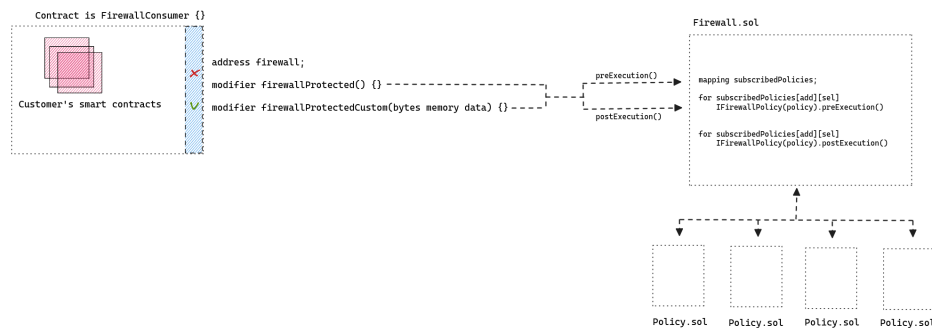 Contract is FirewallConsumer {}
Customer's smart contracts
address firewall;
modifier firewallProtected() {}
modifier firewallProtectedCustom(bytes memory data) {}
preExecution()
postExecution()
Firewall.sol
mapping subscribedPolicies;
for subscribedPolicies[add][sel]
IFirewallPolicy(policy).preExecution()
for subscribedPolicies[add][sel]
IFirewallPolicy(policy).postExecution()
Policy.sol
Policy.sol
Policy.sol
Policy.sol